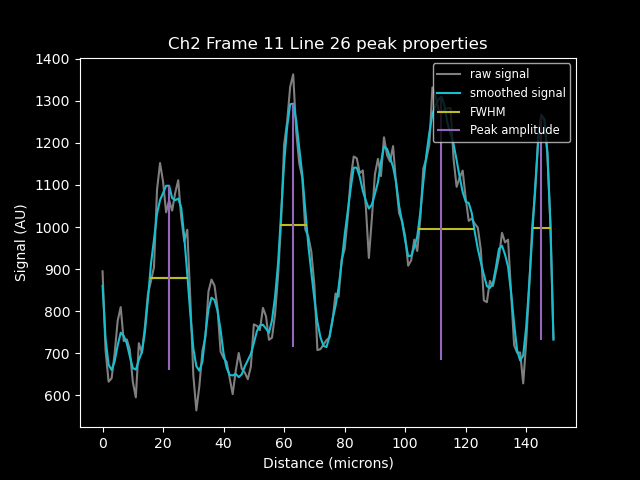 Ch2 Frame 11 Line 26 peak properties
raw signal
smoothed signal
FWHM
Peak amplitude
1400
1300
1200
1100
1000
900
800
700
600
Signal (AU)
0 20 40 60 80 100 120 140
Distance (microns)